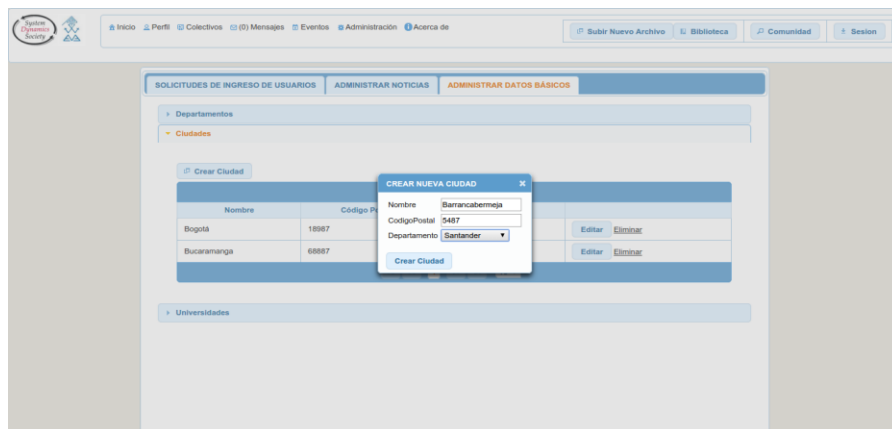 System
Dynamics
Society
Inicio Perfil Colectivos (0) Mensajes Eventos Administración Acerca de
Subir Nuevo Archivo Biblioteca Comunidad Sesion
SOLICITUDES DE INGRESO DE USUARIOS ADMINISTRAR NOTICIAS ADMINISTRAR DATOS BÁSICOS
Departamentos
Ciudades
Crear Ciudad
CREAR NUEVA CIUDAD
Nombre Barrancabermeja
CodigoPostal 5487
Departamento Santander
Crear Ciudad
Nombre Código
Bogotá 18987 Editar Eliminar
Bucaramanga 68887 Editar Eliminar
Universidades